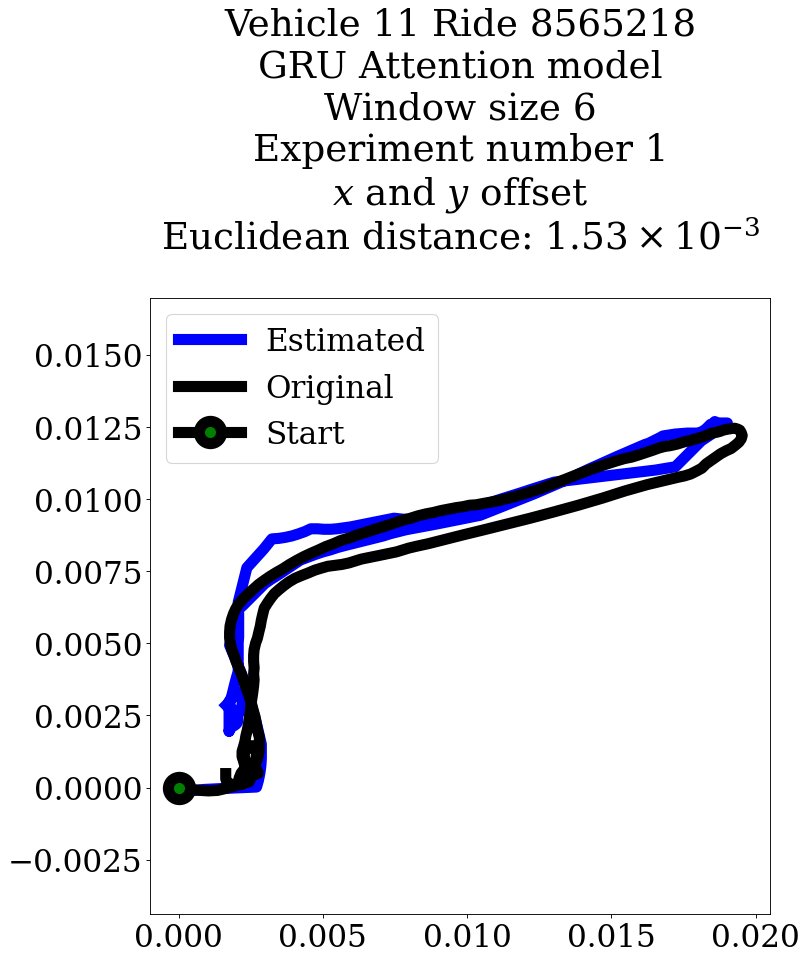 Vehicle 11 Ride 8565218
GRU Attention model
Window size 6
Experiment number 1
x and y offset
Euclidean distance: 1.53 × 10⁻³
Estimated
Original
Start
0.0150
0.0125
0.0100
0.0075
0.0050
0.0025
0.0000
−0.0025
0.000 0.005 0.010 0.015 0.020